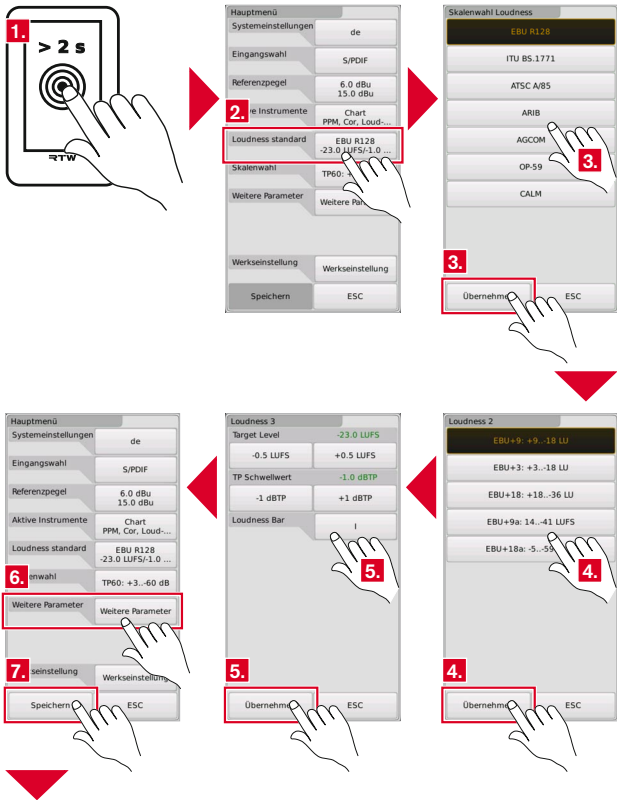 1.
> 2 s
RTW
Hauptmenü
Systemeinstellungen
de
Eingangswahl
S/PDIF
Referenzpegel
6.0 dBu
15.0 dBu
2.
Instrumente
Chart
PPM, Cor, Loud-...
Loudness standard
EBU R128
-23.0 LUFS/-1.0 ...
Skalenwahl
TP60:
Weitere Parameter
Weitere
Werkseinstellung
Werkseinstellung
Speichern
ESC
Skalenwahl Loudness
EBU R128
ITU BS.1771
ATSC A/85
ARIB
AGCOM
3.
OP-59
CALM
3.
Übernehmen
ESC
Hauptmenü
Systemeinstellungen
de
Eingangswahl
S/PDIF
Referenzpegel
6.0 dBu
15.0 dBu
Aktive Instrumente
Chart
PPM, Cor, Loud-...
Loudness standard
EBU R128
-23.0 LUFS/-1.0 ...
6.
TP60: +3..-60 dB
Weitere Parameter
Weitere Parameter
7.
Werkseinstellung
Speichern
ESC
Loudness 3
Target Level
-23.0 LUFS
-0.5 LUFS
+0.5 LUFS
TP Schwellwert
-1.0 dBTP
-1 dBTP
+1 dBTP
Loudness Bar
I
5.
5.
Übernehmen
ESC
Loudness 2
EBU+9: +9..-18 LU
EBU+3: +3..-18 LU
EBU+18: +18..-36 LU
EBU+9a: 14..-41 LUFS
EBU+18a: -5..-59
4.
4.
Übernehmen
ESC